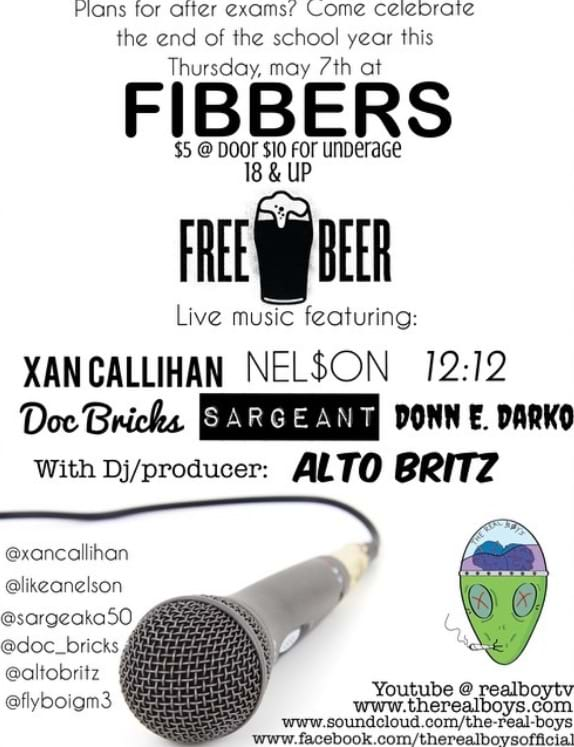 Plans for after exams? Come celebrate
the end of the school year this
Thursday, may 7th at
FIBBERS
$5 @ Door $10 for underage
18 & UP
FREE BEER
Live music featuring:
XAN CALLIHAN NEL$ON 12:12
Doc Bricks SARGEANT DONN E. DARKO
With Dj/producer: ALTO BRITZ
@xancallihan
@likeanelson
@sargeaka50
@doc_bricks
@altobritz
@flyboigm3
THE REAL BOYS
Youtube @ realboytv
www.therealboys.com
www.soundcloud.com/the-real-boys
www.facebook.com/therealboysofficial